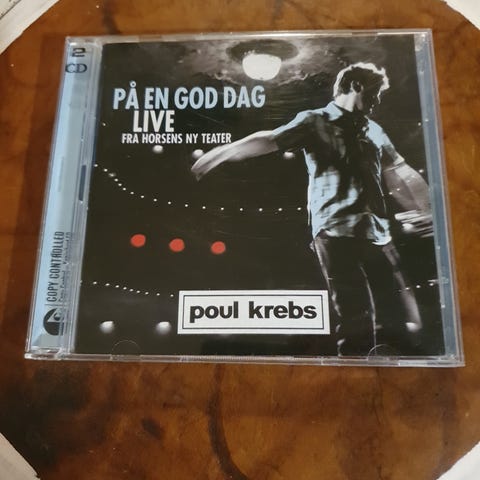 2
CD
PÅ EN GOD DAG
LIVE
FRA HORSENS NY TEATER
poul krebs
COPY CONTROLLED